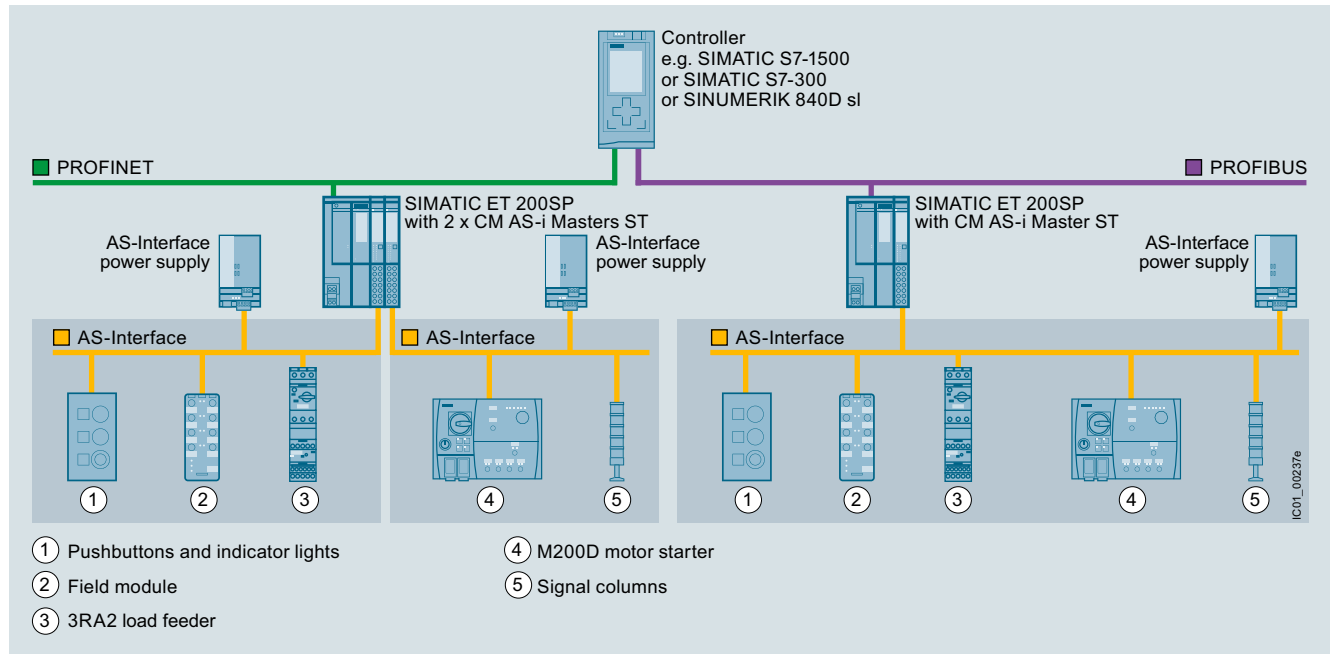 Controller
e.g. SIMATIC S7-1500
or SIMATIC S7-300
or SINUMERIK 840D sl
PROFINET
PROFIBUS
SIMATIC ET 200SP
with 2 x CM AS-i Masters ST
SIMATIC ET 200SP
with CM AS-i Master ST
AS-Interface
power supply
AS-Interface
power supply
AS-Interface
power supply
AS-Interface
AS-Interface
AS-Interface
1
2
3
4
5
1
2
3
4
5
IC01_00237e
1 Pushbuttons and indicator lights
2 Field module
3 3RA2 load feeder
4 M200D motor starter
5 Signal columns